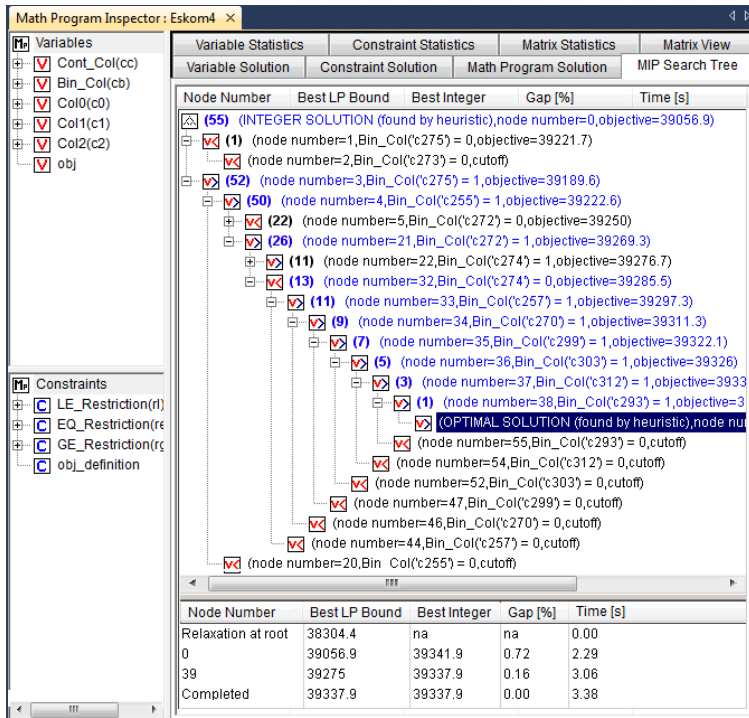 Math Program Inspector : Eskom4
Variables
Cont_Col(cc)
Bin_Col(cb)
Col0(c0)
Col1(c1)
Col2(c2)
obj
Constraints
LE_Restriction(rl)
EQ_Restriction(re
GE_Restriction(rg
obj_definition
Variable Statistics Constraint Statistics Matrix Statistics Matrix View
Variable Solution Constraint Solution Math Program Solution MIP Search Tree
Node Number Best LP Bound Best Integer Gap [%] Time [s]
(55) (INTEGER SOLUTION (found by heuristic),node number=0,objective=39056.9)
(1) (node number=1,Bin_Col('c275') = 0,objective=39221.7)
(node number=2,Bin_Col('c273') = 0,cutoff)
(52) (node number=3,Bin_Col('c275') = 1,objective=39189.6)
(50) (node number=4,Bin_Col('c255') = 1,objective=39222.6)
(22) (node number=5,Bin_Col('c272') = 0,objective=39250)
(26) (node number=21,Bin_Col('c272') = 1,objective=39269.3)
(11) (node number=22,Bin_Col('c274') = 1,objective=39276.7)
(13) (node number=32,Bin_Col('c274') = 0,objective=39285.5)
(11) (node number=33,Bin_Col('c257') = 1,objective=39297.3)
(9) (node number=34,Bin_Col('c270') = 1,objective=39311.3)
(7) (node number=35,Bin_Col('c299') = 1,objective=39322.1)
(5) (node number=36,Bin_Col('c303') = 1,objective=39326)
(3) (node number=37,Bin_Col('c312') = 1,objective=3933
(1) (node number=38,Bin_Col('c293') = 1,objective=3
(OPTIMAL SOLUTION (found by heuristic),node nu
(node number=55,Bin_Col('c293') = 0,cutoff)
(node number=54,Bin_Col('c312') = 0,cutoff)
(node number=52,Bin_Col('c303') = 0,cutoff)
(node number=47,Bin_Col('c299') = 0,cutoff)
(node number=46,Bin_Col('c270') = 0,cutoff)
(node number=44,Bin_Col('c257') = 0,cutoff)
(node number=20,Bin_Col('c255') = 0,cutoff)
Node Number Best LP Bound Best Integer Gap [%] Time [s]
Relaxation at root 38304.4 na na 0.00
0 39056.9 39341.9 0.72 2.29
39 39275 39337.9 0.16 3.06
Completed 39337.9 39337.9 0.00 3.38